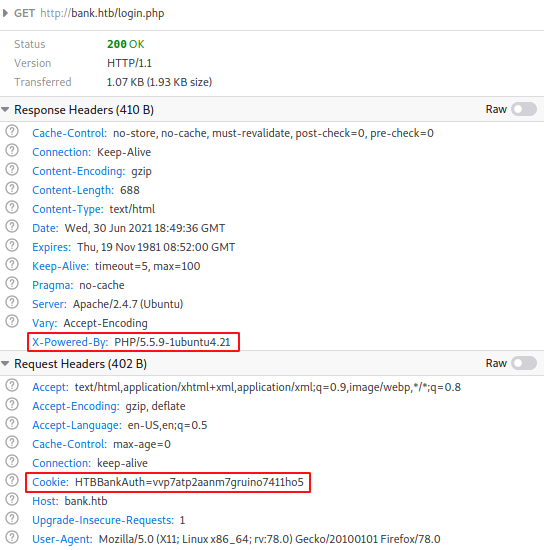 GET http://bank.htb/login.php
Status 200 OK
Version HTTP/1.1
Transferred 1.07 KB (1.93 KB size)
Response Headers (410 B) Raw
Cache-Control: no-store, no-cache, must-revalidate, post-check=0, pre-check=0
Connection: Keep-Alive
Content-Encoding: gzip
Content-Length: 688
Content-Type: text/html
Date: Wed, 30 Jun 2021 18:49:36 GMT
Expires: Thu, 19 Nov 1981 08:52:00 GMT
Keep-Alive: timeout=5, max=100
Pragma: no-cache
Server: Apache/2.4.7 (Ubuntu)
Vary: Accept-Encoding
X-Powered-By: PHP/5.5.9-1ubuntu4.21
Request Headers (402 B) Raw
Accept: text/html,application/xhtml+xml,application/xml;q=0.9,image/webp,*/*;q=0.8
Accept-Encoding: gzip, deflate
Accept-Language: en-US,en;q=0.5
Cache-Control: max-age=0
Connection: keep-alive
Cookie: HTBBankAuth=vvp7atp2aanm7gruino7411ho5
Host: bank.htb
Upgrade-Insecure-Requests: 1
User-Agent: Mozilla/5.0 (X11; Linux x86_64; rv:78.0) Gecko/20100101 Firefox/78.0